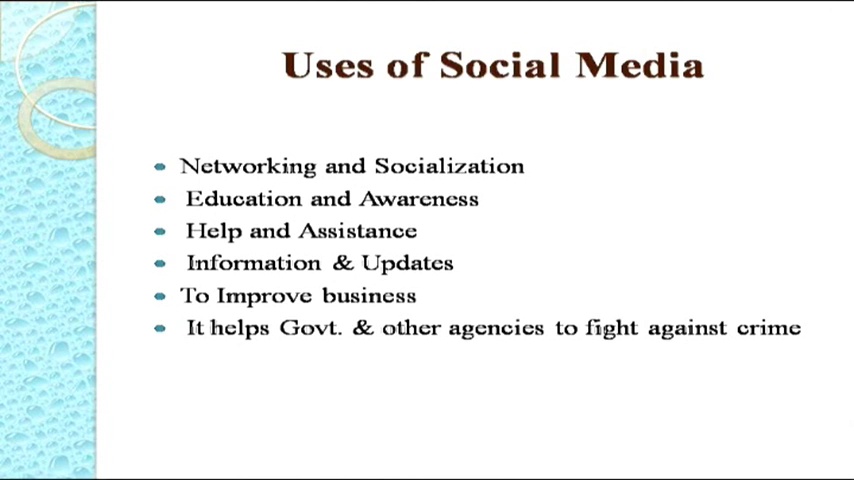 Uses of Social Media
Networking and Socialization
Education and Awareness
Help and Assistance
Information & Updates
To Improve business
It helps Govt. & other agencies to fight against crime